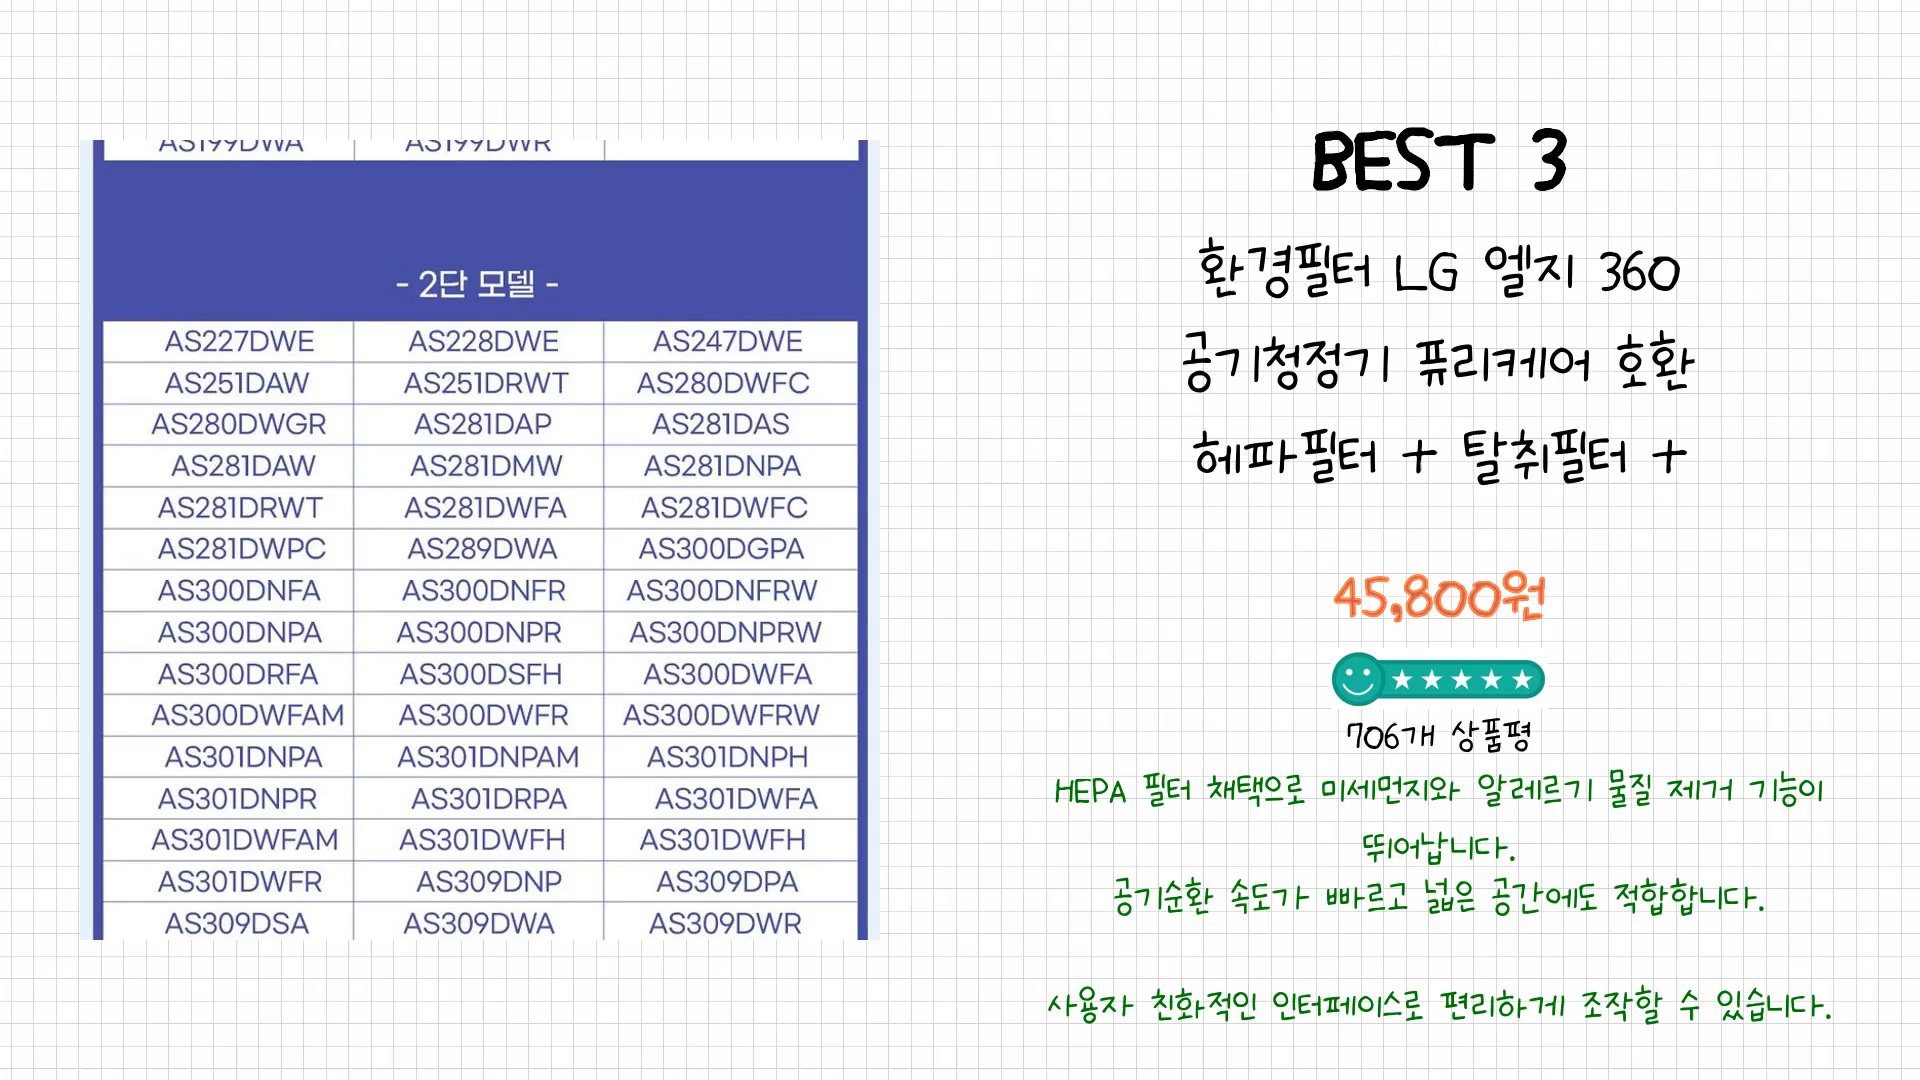 AS199DWA AS199DWR
- 2단 모델 -
AS227DWE AS228DWE AS247DWE
AS251DAW AS251DRWT AS280DWFC
AS280DWGR AS281DAP AS281DAS
AS281DAW AS281DMW AS281DNPA
AS281DRWT AS281DWFA AS281DWFC
AS281DWPC AS289DWA AS300DGPA
AS300DNFA AS300DNFR AS300DNFRW
AS300DNPA AS300DNPR AS300DNPRW
AS300DRFA AS300DSFH AS300DWFA
AS300DWFAM AS300DWFR AS300DWFRW
AS301DNPA AS301DNPAM AS301DNPH
AS301DNPR AS301DRPA AS301DWFA
AS301DWFAM AS301DWFH AS301DWFH
AS301DWFR AS309DNP AS309DPA
AS309DSA AS309DWA AS309DWR
BEST 3
환경필터 LG 엘지 360
공기청정기 퓨리케어 호환
헤파필터 + 탈취필터 +
45,800원
706개 상품평
HEPA 필터 채택으로 미세먼지와 알레르기 물질 제거 기능이
뛰어납니다.
공기순환 속도가 빠르고 넓은 공간에도 적합합니다.
사용자 친화적인 인터페이스로 편리하게 조작할 수 있습니다.